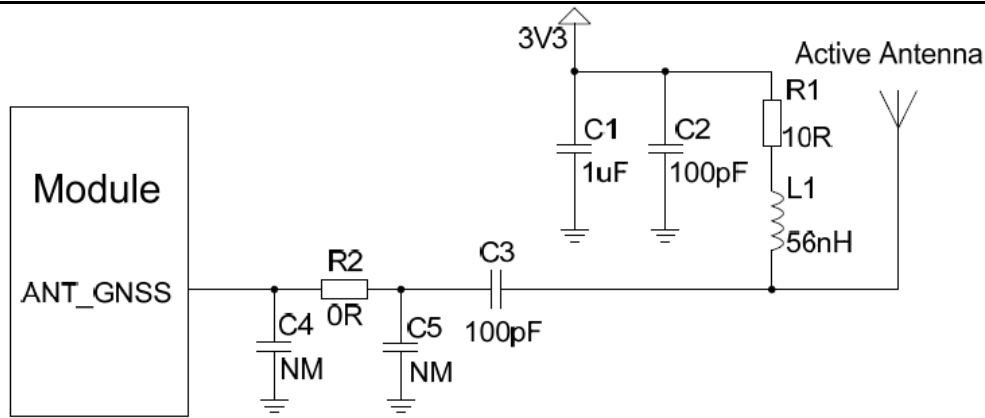 3V3
Active Antenna
R1
10R
C1
1uF
C2
100pF
L1
56nH
Module
ANT_GNSS
R2
0R
C3
100pF
C4
NM
C5
NM